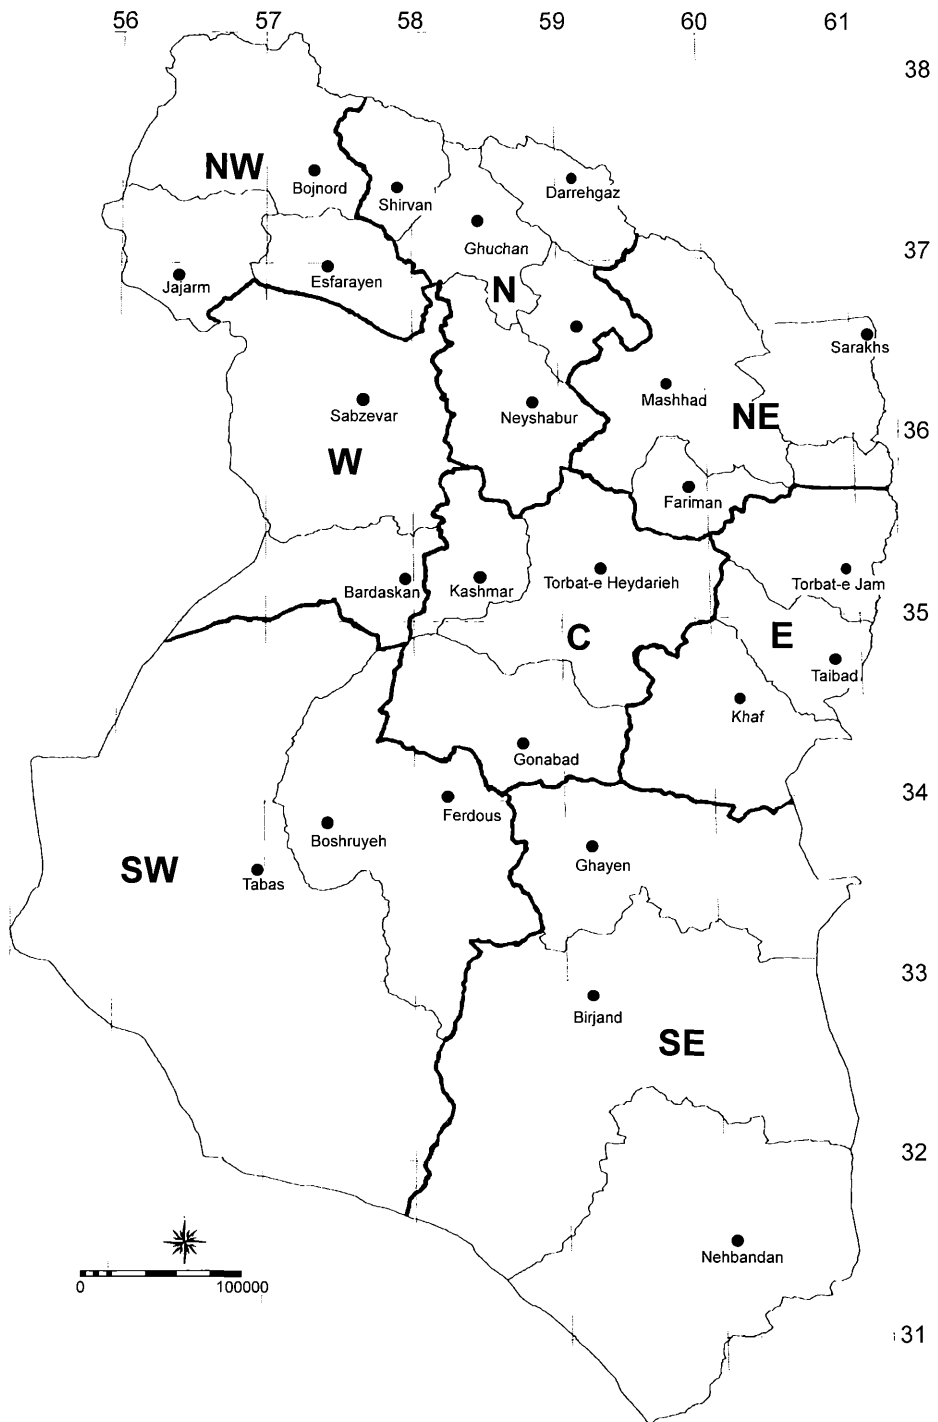 56 57 58 59 60 61
38
NW
Bojnord
Shirvan
Darrehgaz
37
Ghuchan
Jajarm
Esfarayen
N
Sarakhs
Mashhad
Sabzevar
Neyshabur
NE
36
W
Fariman
Bardaskan
Kashmar
Torbat-e Heydarieh
Torbat-e Jam
35
C
E
Taibad
Khaf
Gonabad
34
Ferdous
Boshruyeh
SW
Ghayen
Tabas
33
Birjand
SE
32
Nehbandan
0 100000
31